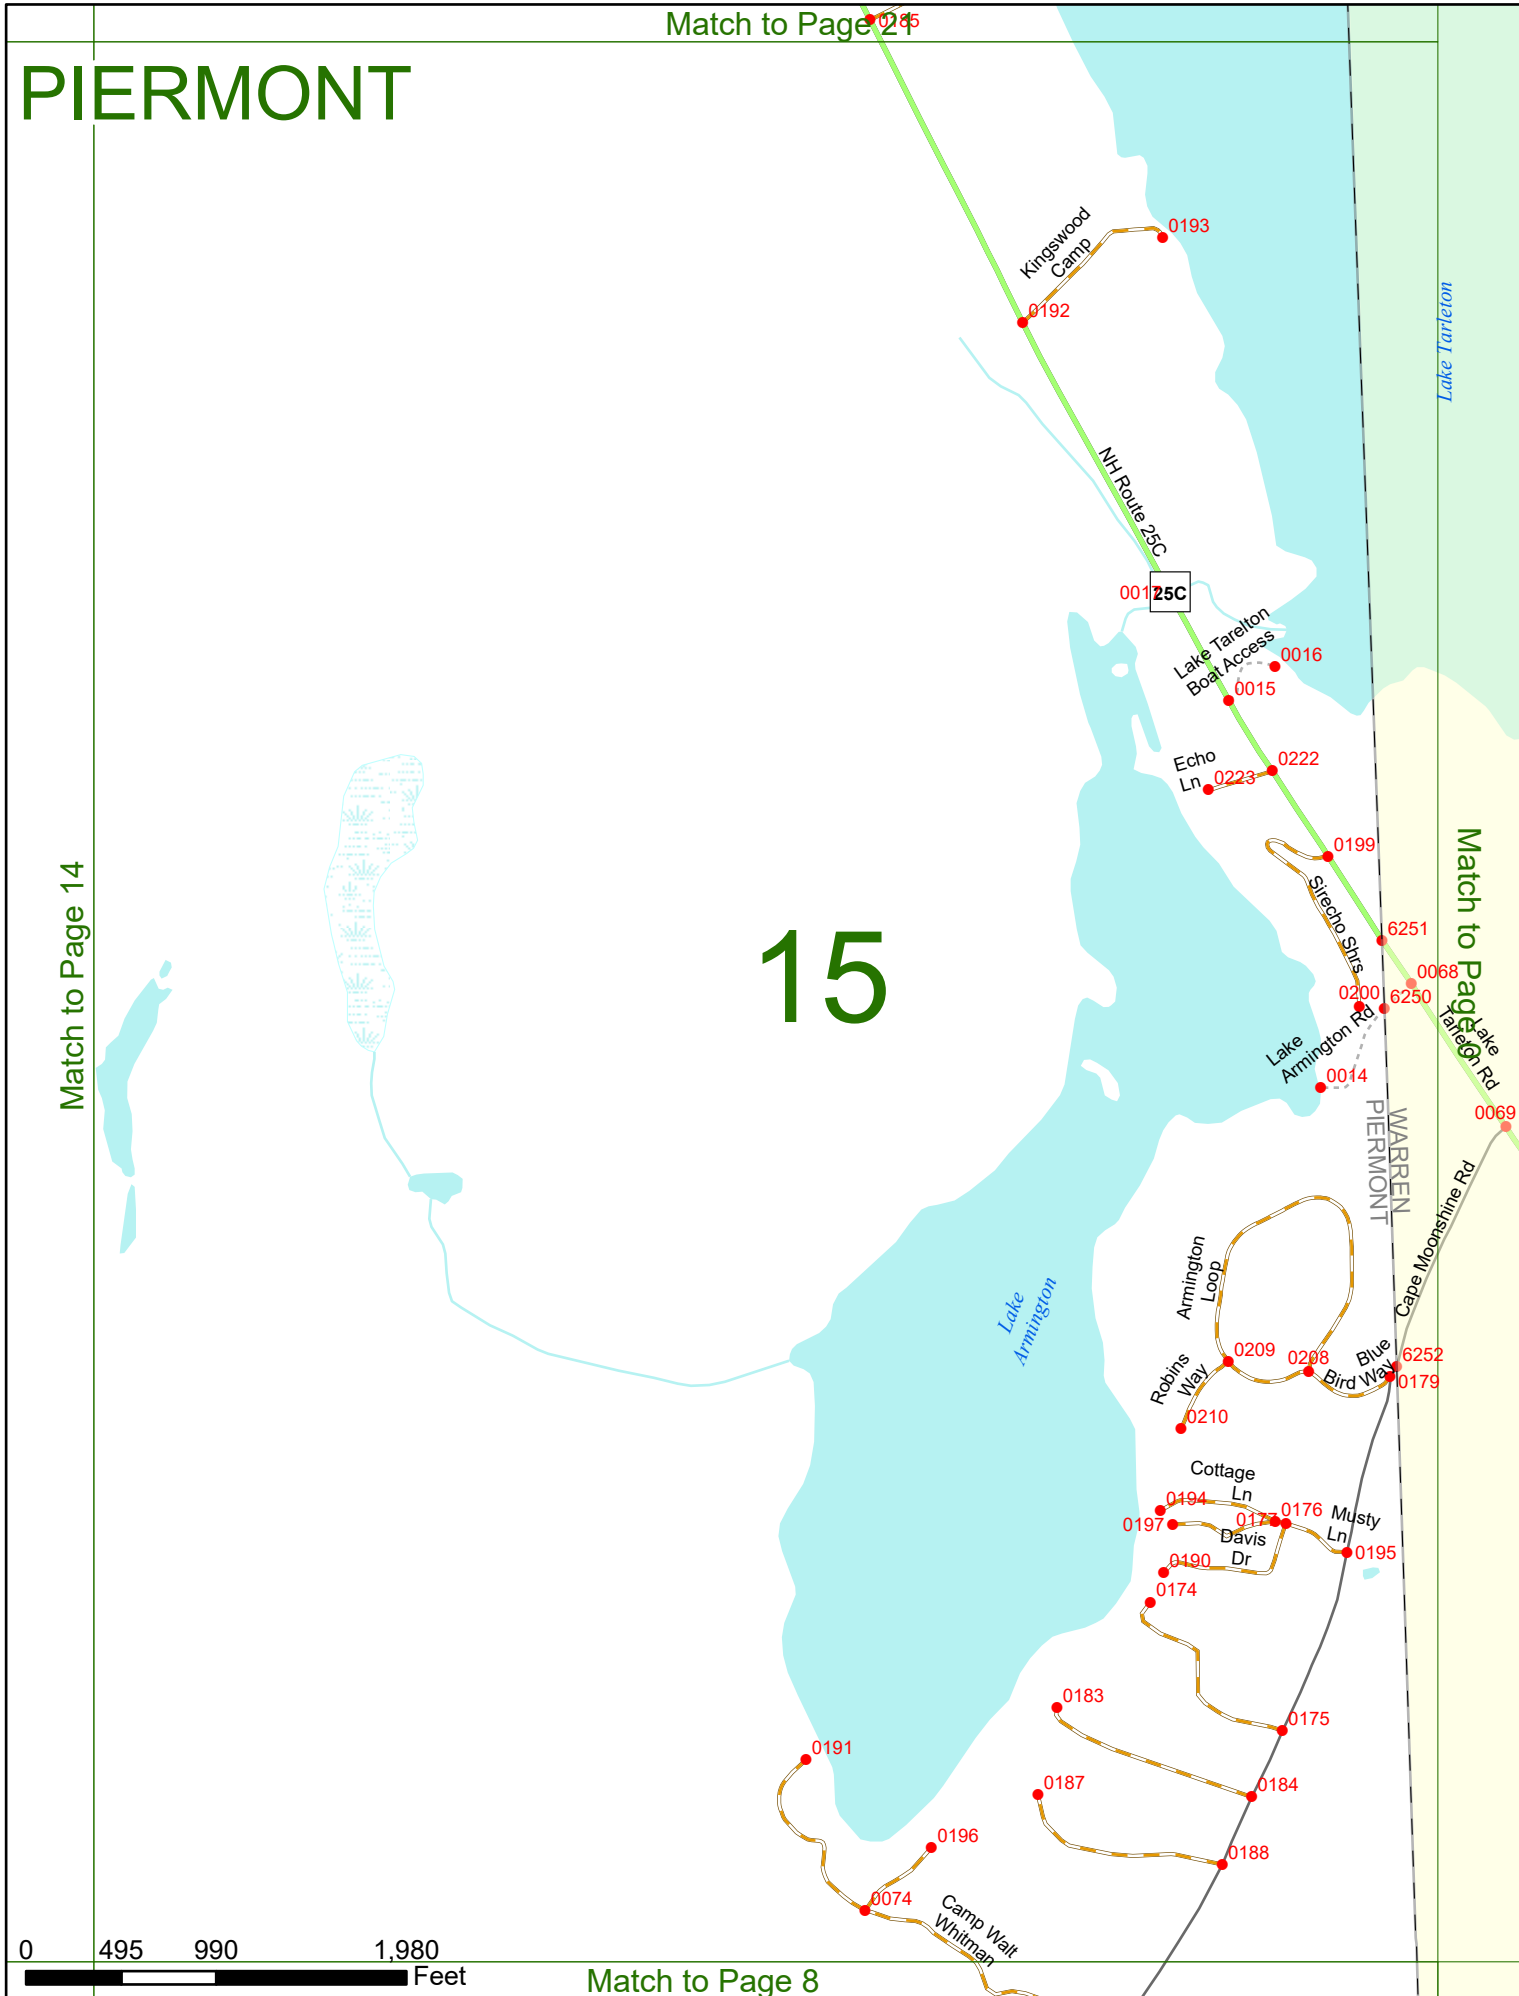 Match to Page 21
0185
PIERMONT
0193
Kingswood
Camp
0192
Lake Tarleton
NH Route 25C
0017
25C
Lake Tarelton
Boat Access
0016
0015
Echo
Ln
0222
0223
0199
Sirecho Shrs
Match to Page 14
15
6251
0068
0200
6250
Match to Page
Lake
Tarleton Rd
Lake
Armington Rd
0014
0069
WARREN
PIERMONT
Cape Moonshine Rd
Armington
Loop
Lake
Armington
0209
0208
Blue
Bird Way
6252
0179
Robins
Way
0210
Cottage
Ln
0194
0197
0177
0176
Musty
Ln
Davis
Dr
0195
0190
0174
0183
0175
0191
0187
0184
0196
0188
0074
Camp Walt
Whitman
0 495 990 1,980
Feet
Match to Page 8